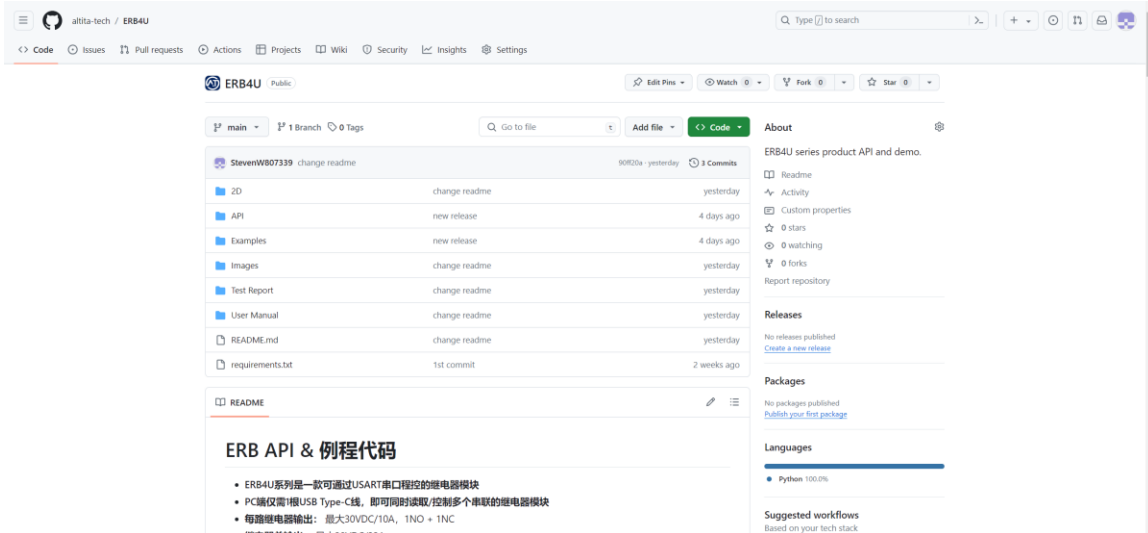 altita-tech / ERB4U
Type / to search
Code Issues Pull requests Actions Projects Wiki Security Insights Settings
ERB4U Public
Edit Pins Watch 0 Fork 0 Star 0
main 1 Branch 0 Tags
Go to file t Add file Code
StevenW807339 change readme 90ff20a · yesterday 3 Commits
2D change readme yesterday
API new release 4 days ago
Examples new release 4 days ago
Images change readme yesterday
Test Report change readme yesterday
User Manual change readme yesterday
README.md change readme yesterday
requirements.txt 1st commit 2 weeks ago
README
ERB API & 例程代码
ERB4U系列是一款可通过USART串口程控的继电器模块
PC端仅需1根USB Type-C线，即可同时读取/控制多个串联的继电器模块
每路继电器输出： 最大30VDC/10A，1NO + 1NC
About
ERB4U series product API and demo.
Readme
Activity
Custom properties
0 stars
0 watching
0 forks
Report repository
Releases
No releases published
Create a new release
Packages
No packages published
Publish your first package
Languages
Python 100.0%
Suggested workflows
Based on your tech stack